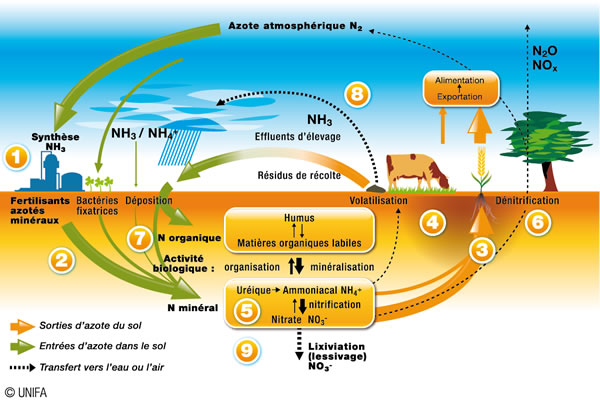 Azote atmosphérique N2
N2O
NOx
Alimentation
Exportation
8
NH3
Effluents d'élevage
Synthèse
NH3
1
NH3 / NH4+
Résidus de récolte
Fertilisants
azotés
minéraux
Bactéries
fixatrices
Déposition
Volatilisation
4
Dénitrification
6
3
2
7
N organique
Humus
Matières organiques labiles
Activité
biologique :
organisation
minéralisation
N minéral
Uréique
Ammoniacal NH4+
5
nitrification
Nitrate NO3-
9
Lixiviation
(lessivage)
NO3-
Sorties d'azote du sol
Entrées d'azote dans le sol
Transfert vers l'eau ou l'air
© UNIFA